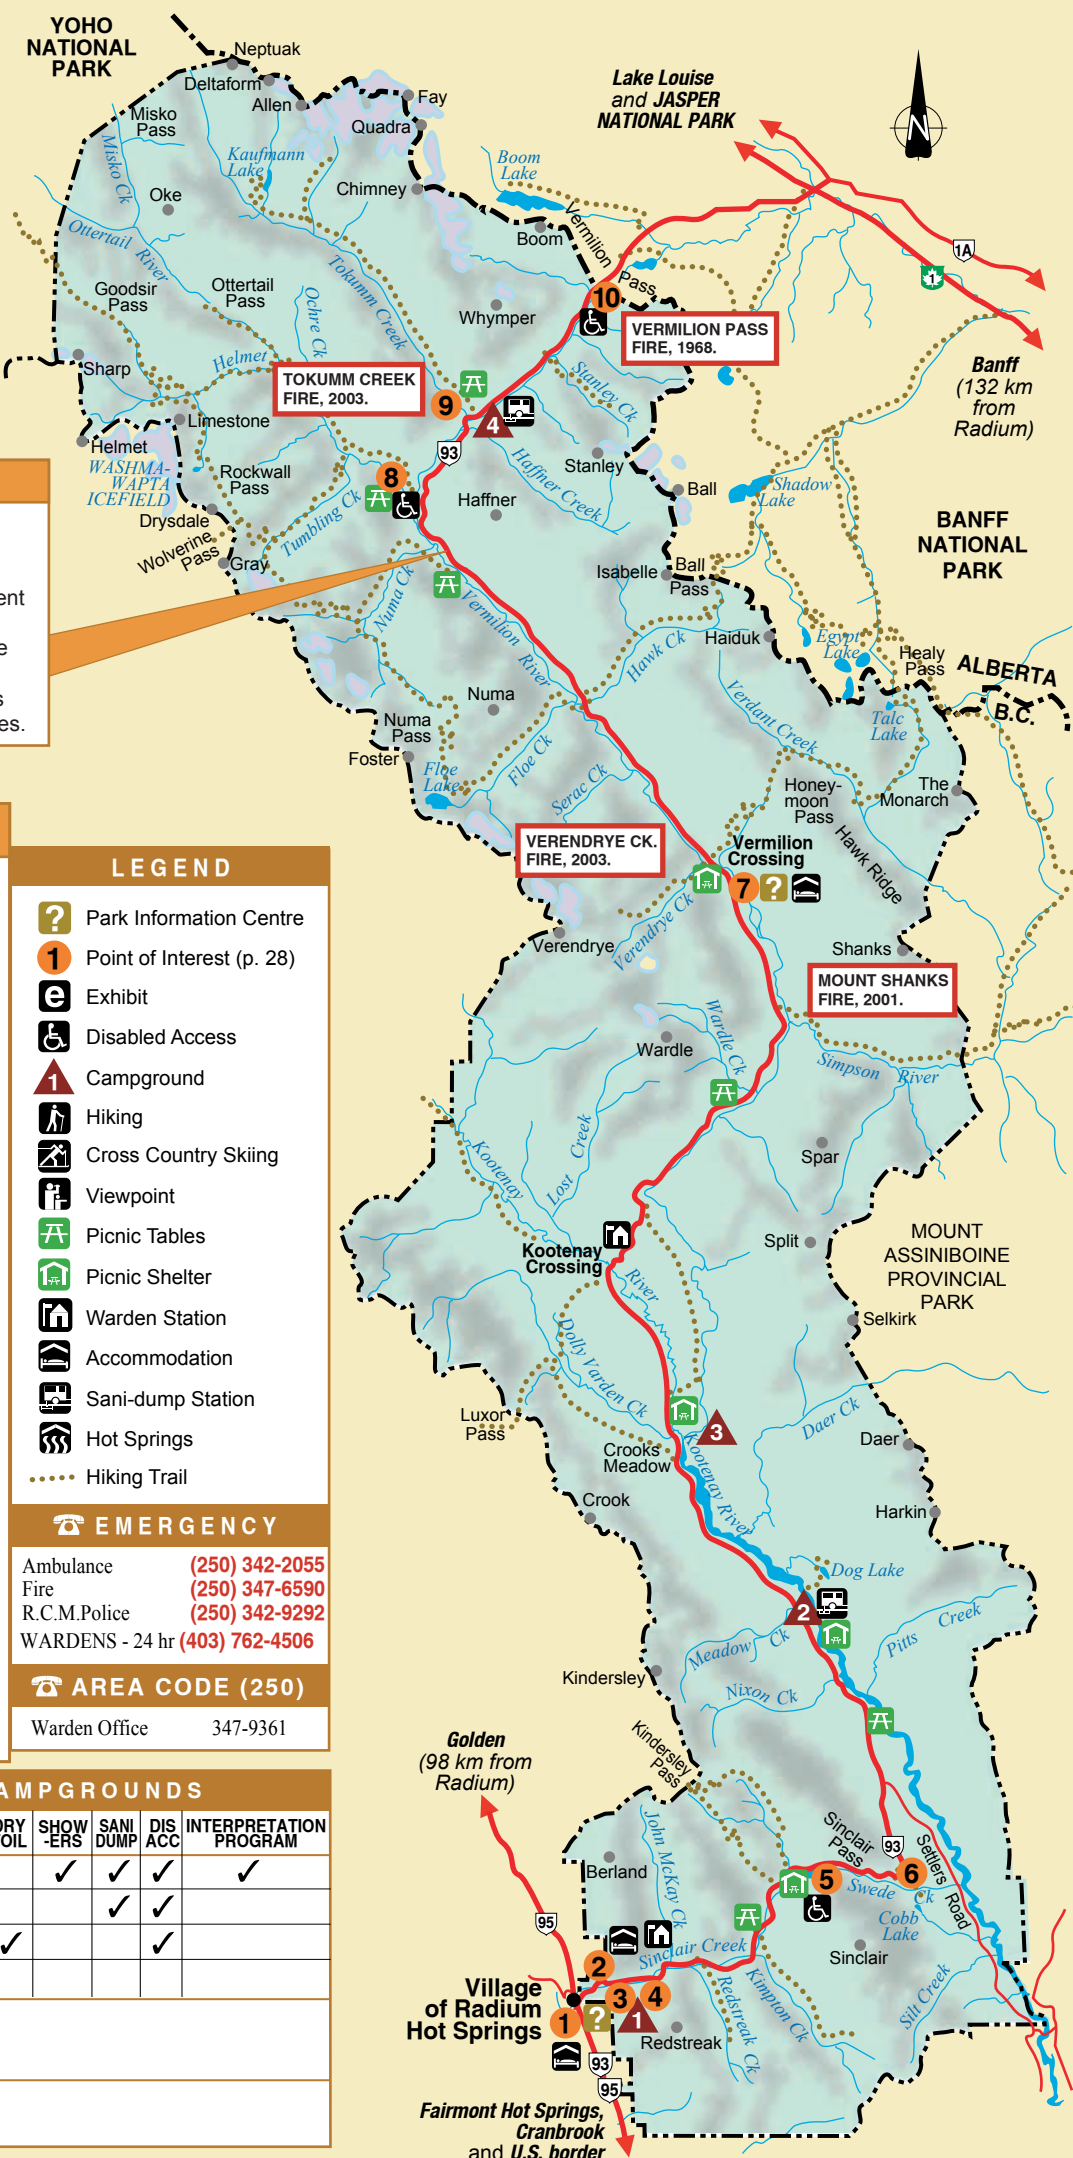 YOHO
NATIONAL
PARK
Neptuak
Deltaform
Allen
Fay
Quadra
Misko
Pass
Misko Ck
Kaufmann
Lake
Chimney
Oke
Boom
Lake
Boom
Vermilion
Pass
Lake Louise
and JASPER
NATIONAL PARK
N
1A
1
Banff
(132 km
from
Radium)
Ottertail
River
Goodsir
Pass
Ottertail
Pass
Ochre Ck
Tokumm Creek
Whymper
10
VERMILION PASS
FIRE, 1968.
Sharp
Helmet
TOKUMM CREEK
FIRE, 2003.
9
4
93
Stanley Ck
Limestone
Helmet
WASHMA-
WAPTA
ICEFIELD
Rockwall
Pass
8
Haffner Creek
Stanley
Haffner
Ball
Shadow
Lake
BANFF
NATIONAL
PARK
Drysdale
Wolverine
Pass
Gray
Tumbling Ck
Numa Ck
Vermilion
River
Isabelle
Ball
Pass
Hawk Ck
Haiduk
Egypt
Lake
Healy
Pass
ALBERTA
B.C.
ent
e
s
es.
Numa
Numa
Pass
Foster
Floe
Lake
Floe Ck
Serac Ck
Verdant Creek
Talc
Lake
Honey-
moon
Pass
The
Monarch
Hawk Ridge
VERENDRYE CK.
FIRE, 2003.
Vermilion
Crossing
7
?
Verendrye
Verendrye Ck
Shanks
MOUNT SHANKS
FIRE, 2001.
Wardle
Wardle Ck
Simpson
River
Spar
Kootenay
Lost
Creek
Split
MOUNT
ASSINIBOINE
PROVINCIAL
PARK
Kootenay
Crossing
River
Selkirk
Dolly Varden Ck
Luxor
Pass
3
Crooks
Meadow
Kootenay River
Daer Ck
Daer
Crook
Harkin
Dog Lake
2
Meadow
Ck
Pitts
Creek
Kindersley
Nixon Ck
Kindersley
Pass
Golden
(98 km from
Radium)
John McKay Ck
Berland
Sinclair
Pass
93
Settlers
Road
5
6
Swede
Ck
Cobb
Lake
Sinclair
95
2
Sinclair Creek
Village
of Radium
Hot Springs
1
?
3
4
1
Redstreak
Redstreak Ck
Kimpton Ck
Silt Creek
93
95
Fairmont Hot Springs,
Cranbrook
and U.S. border
LEGEND
? Park Information Centre
1 Point of Interest (p. 28)
e Exhibit
Disabled Access
1 Campground
Hiking
Cross Country Skiing
Viewpoint
Picnic Tables
Picnic Shelter
Warden Station
Accommodation
Sani-dump Station
Hot Springs
Hiking Trail
EMERGENCY
Ambulance (250) 342-2055
Fire (250) 347-6590
R.C.M.Police (250) 342-9292
WARDENS - 24 hr (403) 762-4506
AREA CODE (250)
Warden Office 347-9361
AMPGROUNDS
DRY SHOW SANI DIS INTERPRETATION
TOIL -ERS DUMP ACC PROGRAM
✓ ✓ ✓ ✓
✓ ✓
✓ ✓